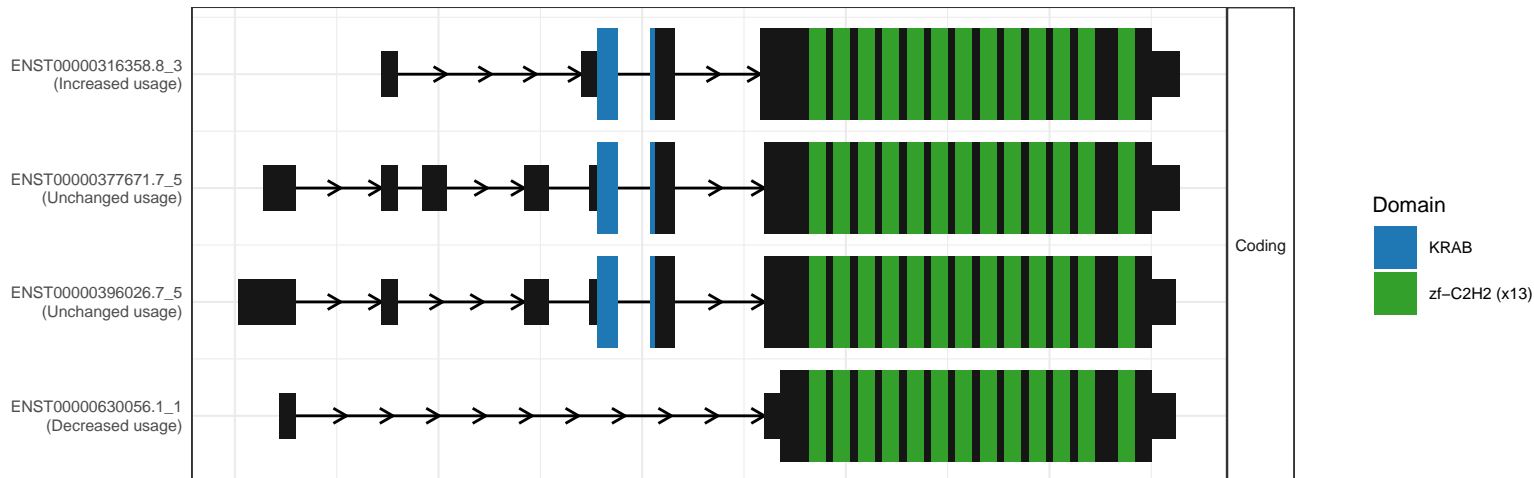 ENST00000316358.8_3
(Increased usage)
ENST00000377671.7_5
(Unchanged usage)
ENST00000396026.7_5
(Unchanged usage)
ENST00000630056.1_1
(Decreased usage)
Coding
Domain
KRAB
zf−C2H2 (x13)